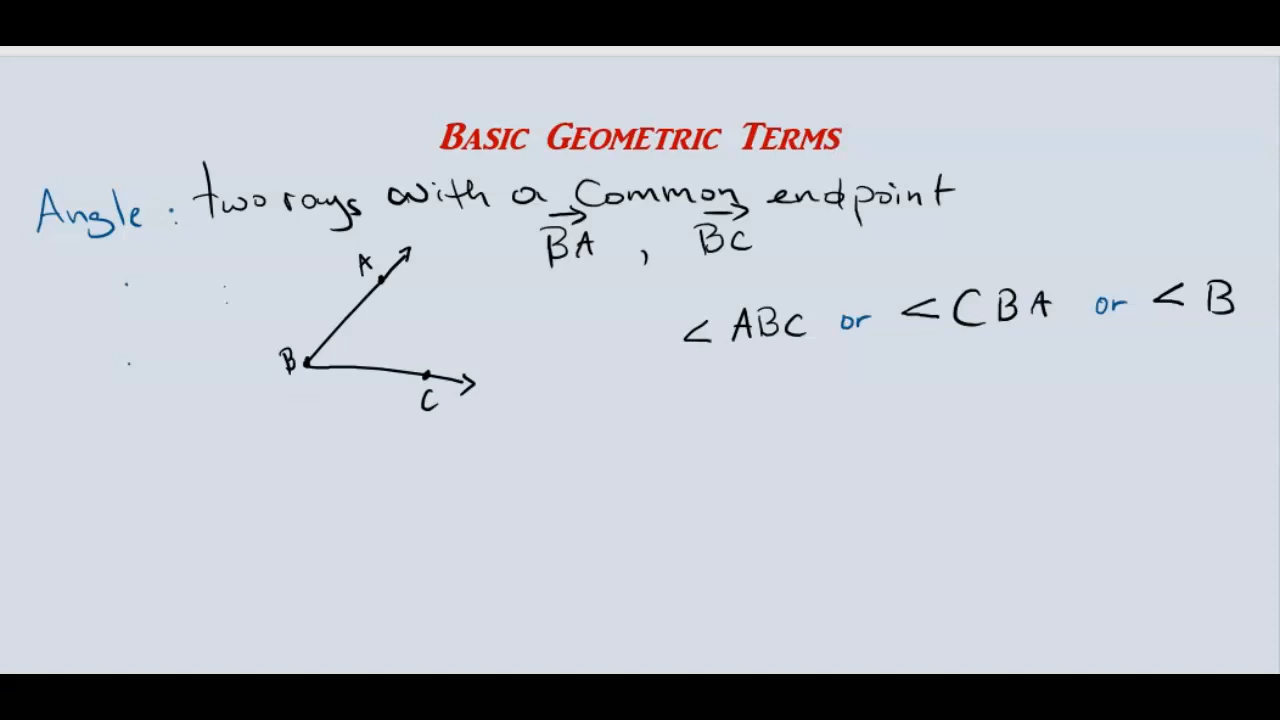 BASIC GEOMETRIC TERMS
Angle: two rays with a common endpoint
BA, BC
A
B
C
< ABC or < CBA or < B